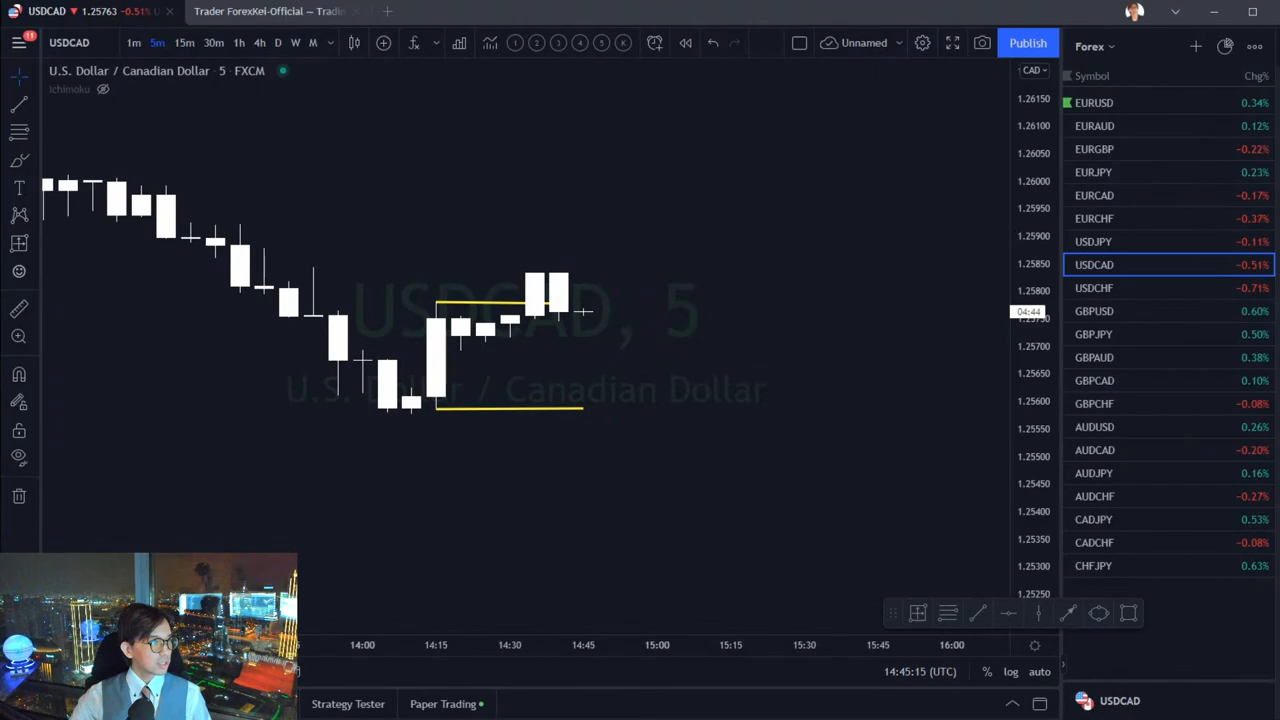 USDCAD ▼ 1.25763 −0.51%
Trader ForexKei-Official — Tradin
11
USDCAD
1m 5m 15m 30m 1h 4h D W M
1 2 3 4 5 K
Unnamed
Publish
Forex
U.S. Dollar / Canadian Dollar · 5 · FXCM
Ichimoku
CAD
Symbol Chg%
EURUSD 0.34%
EURAUD 0.12%
EURGBP −0.22%
EURJPY 0.23%
EURCAD −0.17%
EURCHF −0.37%
USDJPY −0.11%
USDCAD −0.51%
USDCHF −0.71%
GBPUSD 0.60%
GBPJPY 0.50%
GBPAUD 0.38%
GBPCAD 0.10%
GBPCHF −0.08%
AUDUSD 0.26%
AUDCAD −0.20%
AUDJPY 0.16%
AUDCHF −0.27%
CADJPY 0.53%
CADCHF −0.08%
CHFJPY 0.63%
1.26150
1.26100
1.26050
1.26000
1.25950
1.25900
1.25850
1.25800
04:44
1.25700
1.25650
1.25600
1.25550
1.25500
1.25450
1.25400
1.25350
1.25300
1.25250
USDCAD, 5
U.S. Dollar / Canadian Dollar
14:00 14:15 14:30 14:45 15:00 15:15 15:30 15:45 16:00
14:45:15 (UTC) % log auto
Strategy Tester Paper Trading
USDCAD